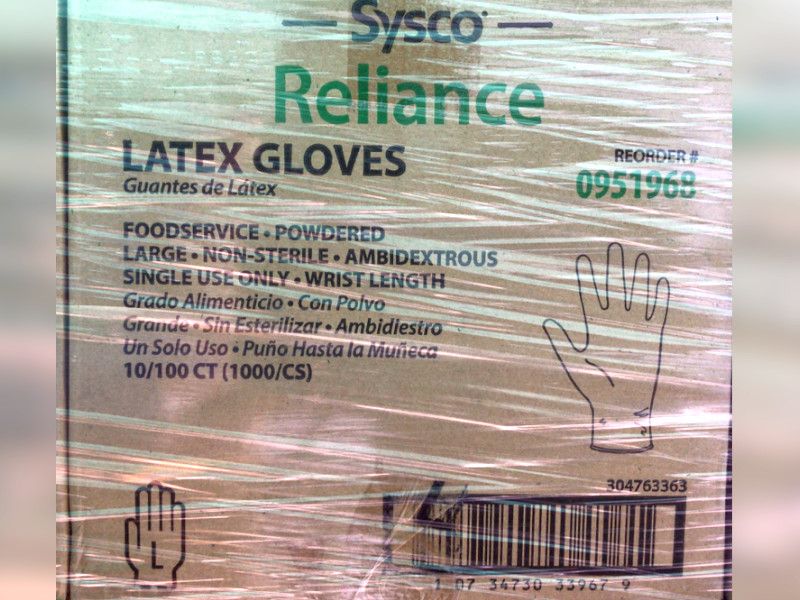 Sysco
Reliance
LATEX GLOVES
Guantes de Látex
REORDER #
0951968
FOODSERVICE • POWDERED
LARGE • NON-STERILE • AMBIDEXTROUS
SINGLE USE ONLY • WRIST LENGTH
Grado Alimenticio • Con Polvo
Grande • Sin Esterilizar • Ambidiestro
Un Solo Uso • Puño Hasta la Muñeca
10/100 CT (1000/CS)
304763363
L
1 07 34730 33967 9